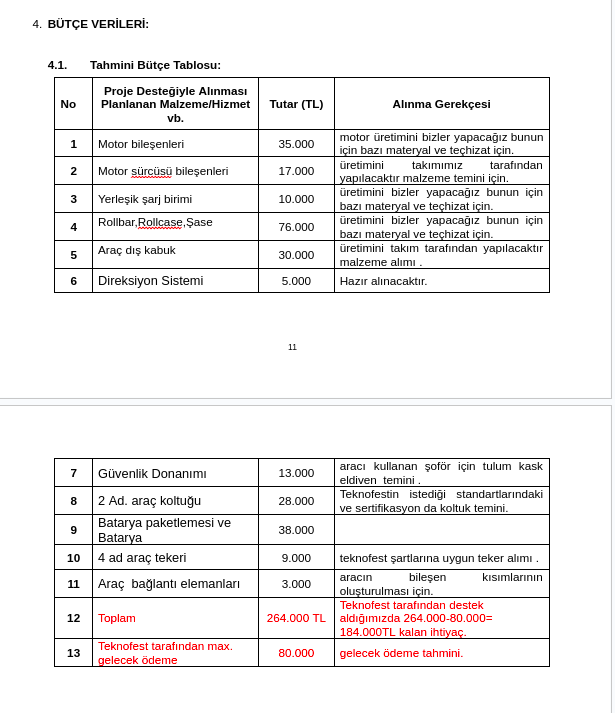 4. BÜTÇE VERİLERİ:
4.1. Tahmini Bütçe Tablosu:
No
Proje Desteğiyle Alınması
Planlanan Malzeme/Hizmet
vb.
Tutar (TL)
Alınma Gerekçesi
1
Motor bileşenleri
35.000
motor üretimini bizler yapacağız bunun
için bazı materyal ve teçhizat için.
2
Motor sürcüsü bileşenleri
17.000
üretimini takımımız tarafından
yapılacaktır malzeme temini için.
3
Yerleşik şarj birimi
10.000
üretimini bizler yapacağız bunun için
bazı materyal ve teçhizat için.
4
Rollbar,Rollcase,Şase
76.000
üretimini bizler yapacağız bunun için
bazı materyal ve teçhizat için.
5
Araç dış kabuk
30.000
üretimini takım tarafından yapılacaktır
malzeme alımı .
6
Direksiyon Sistemi
5.000
Hazır alınacaktır.
11
7
Güvenlik Donanımı
13.000
aracı kullanan şoför için tulum kask
eldiven temini .
8
2 Ad. araç koltuğu
28.000
Teknofestin istediği standartlarındaki
ve sertifikasyon da koltuk temini.
9
Batarya paketlemesi ve
Batarya
38.000
10
4 ad araç tekeri
9.000
teknofest şartlarına uygun teker alımı .
11
Araç bağlantı elemanları
3.000
aracın bileşen kısımlarının
oluşturulması için.
12
Toplam
264.000 TL
Teknofest tarafından destek
aldığımızda 264.000-80.000=
184.000TL kalan ihtiyaç.
13
Teknofest tarafından max.
gelecek ödeme
80.000
gelecek ödeme tahmini.